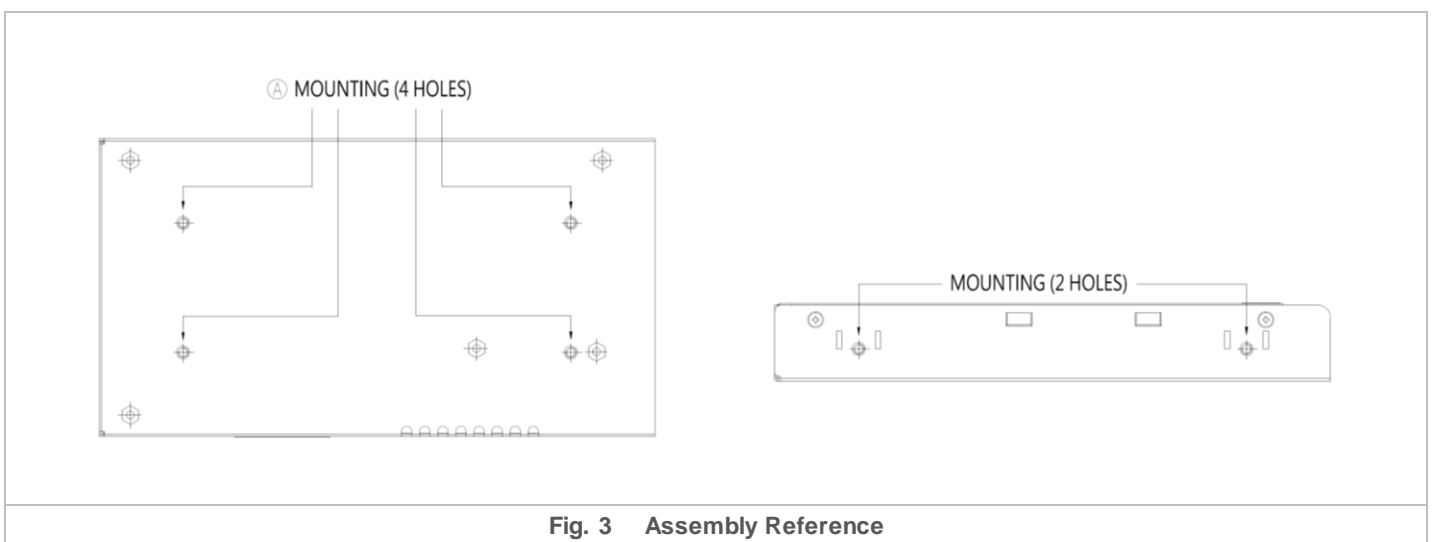 Ⓐ MOUNTING (4 HOLES)
MOUNTING (2 HOLES)
Fig. 3 Assembly Reference